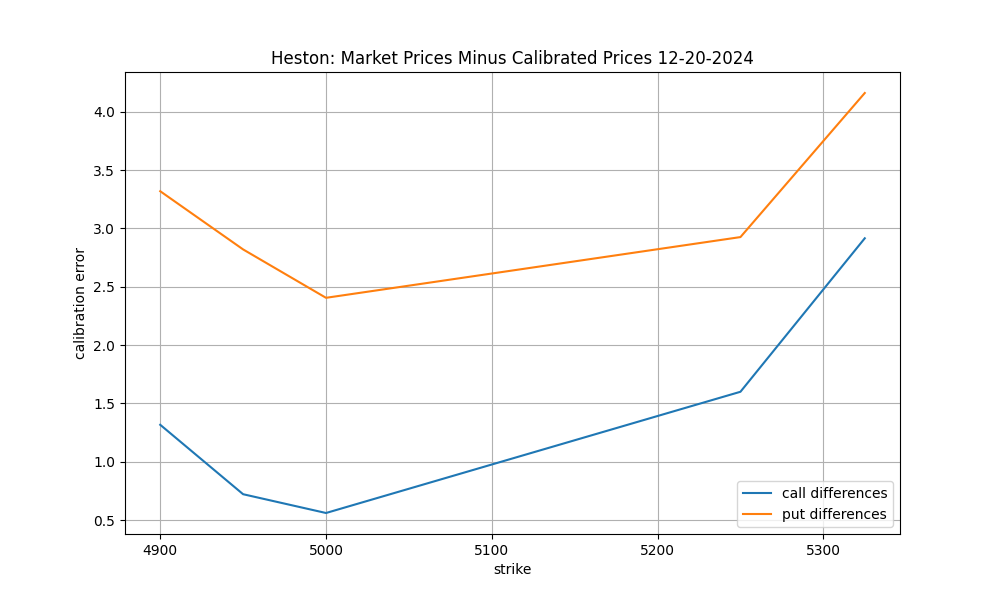 Heston: Market Prices Minus Calibrated Prices 12-20-2024
4.0
3.5
3.0
2.5
2.0
1.5
1.0
0.5
calibration error
4900
5000
5100
5200
5300
strike
call differences
put differences